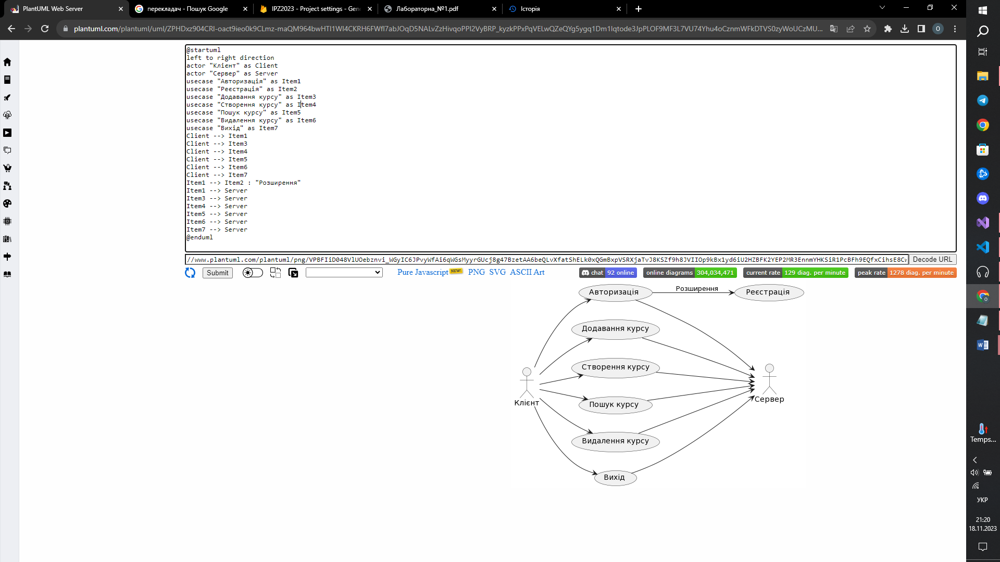 PlantUML Web Server
перекладач - Пошук Google
IPZ2023 - Project settings - Gen
Лабораторна_№1.pdf
Історія
plantuml.com/plantuml/uml/ZPHDxz904CRl-oact9ieo0k9CLmz-maQM964bwHTl1Wl4CKRH6FWfl7abJOqD5NALvZzHivqoPPl2VyBRP_kyzkPPxPqVELwQZeQYg5ygq1Dm1lqtode3JpPLOF9MF3L7VU74Yhu4oCznmWFkDTVS0zyWoUCzMU...
O
@startuml
left to right direction
actor "Клієнт" as Client
actor "Сервер" as Server
usecase "Авторизація" as Item1
usecase "Реєстрація" as Item2
usecase "Додавання курсу" as Item3
usecase "Створення курсу" as Item4
usecase "Пошук курсу" as Item5
usecase "Видалення курсу" as Item6
usecase "Вихід" as Item7
Client --> Item1
Client --> Item3
Client --> Item4
Client --> Item5
Client --> Item6
Client --> Item7
Item1 --> Item2 : "Розширення"
Item1 --> Server
Item3 --> Server
Item4 --> Server
Item5 --> Server
Item6 --> Server
Item7 --> Server
@enduml
//www.plantuml.com/plantuml/png/VPBFIiD048VlUOebznvi_WGyIC6JPvyWfAi6qWGsMyyrGUcj8g47BzetAA6beQLvXfatShELk0xQGmBxpVSRXjaTvJ8KSZf9h8JVIIOp9kBx1yd6iU2HZBFK2YEP2MR3EnnmYHKSiR1PcBFh9EQfxCihsE8Cw
Decode URL
Submit
Pure Javascript NEW!
PNG SVG ASCII Art
chat 92 online
online diagrams 304,034,471
current rate 129 diag. per minute
peak rate 1278 diag. per minute
Авторизація
Розширення
Реєстрація
Додавання курсу
Створення курсу
Клієнт
Сервер
Пошук курсу
Видалення курсу
Вихід
Temps...
УКР
21:20
18.11.2023